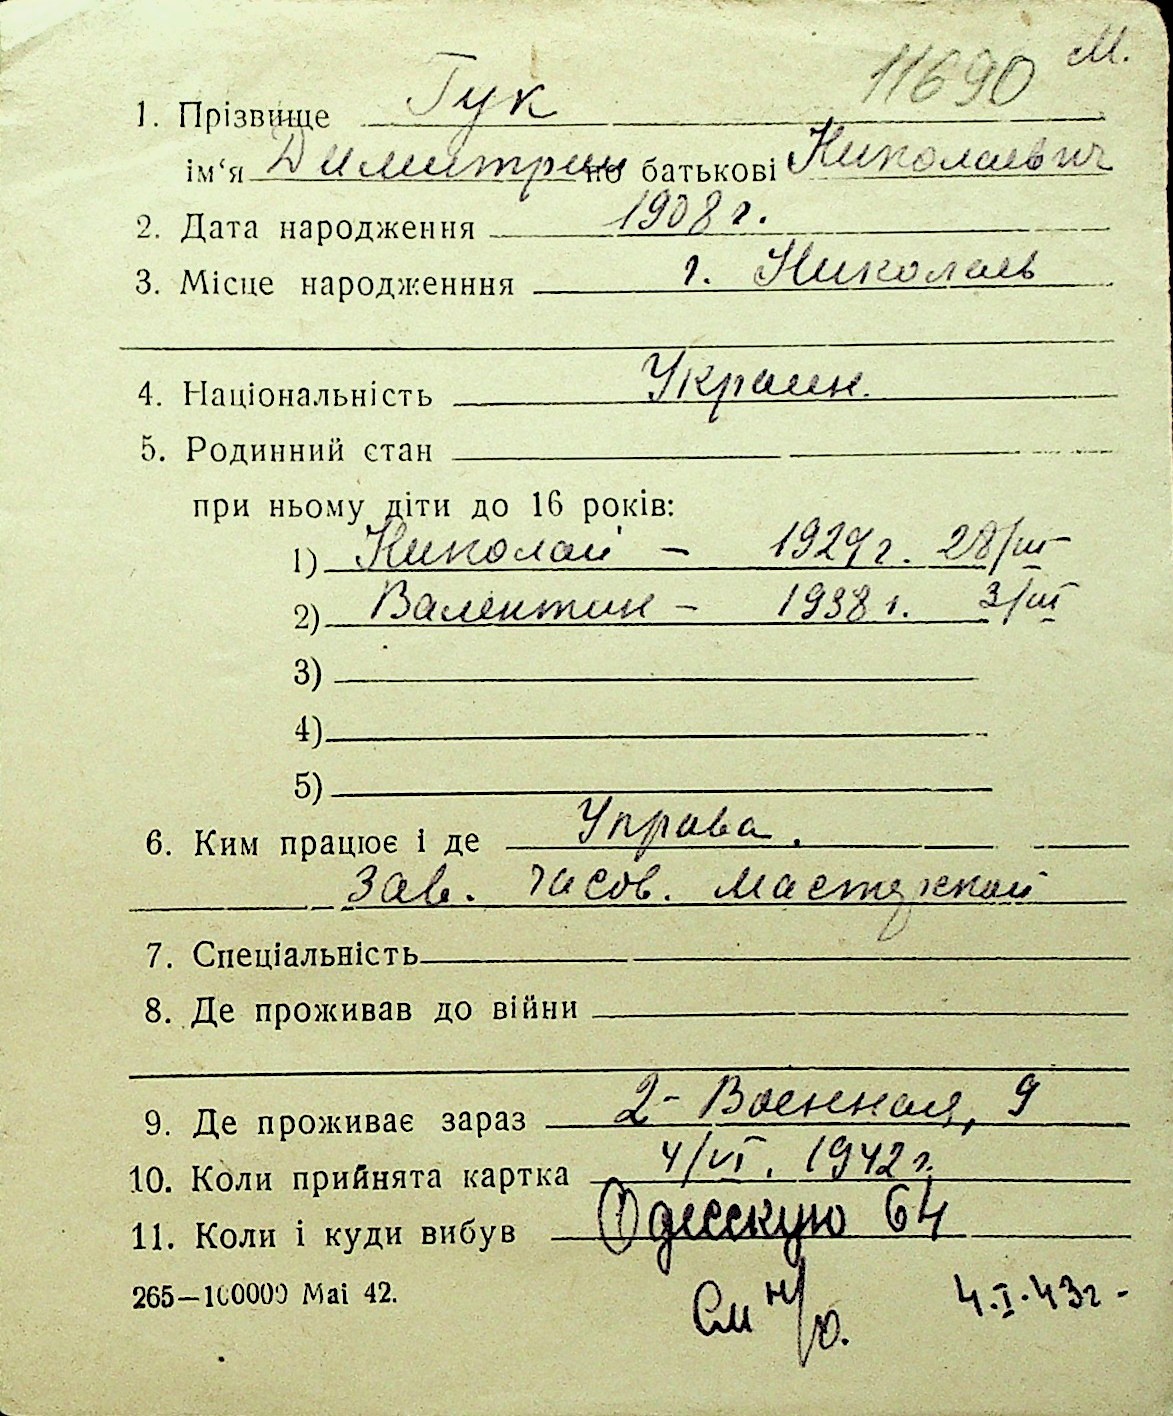 11690 М.
1. Прізвище Гук
ім‘я Димитрий по батькові Николаевич
2. Дата народження 1908 г.
3. Місце народженння г. Николаев
4. Національність Украин.
5. Родинний стан
при ньому діти до 16 років:
1) Николай – 1929 г. 28/III
2) Валентин – 1938 г. 3/III
3)
4)
5)
6. Ким працює і де Управа.
Зав. часов. мастерской
7. Спеціальність
8. Де проживав до війни
9. Де проживає зараз 2-Военная, 9
10. Коли прийнята картка 4/VI. 1942 г.
11. Коли і куди вибув Одесскую 64
265—100000 Mai 42.
См н/о. 4.I.43г-